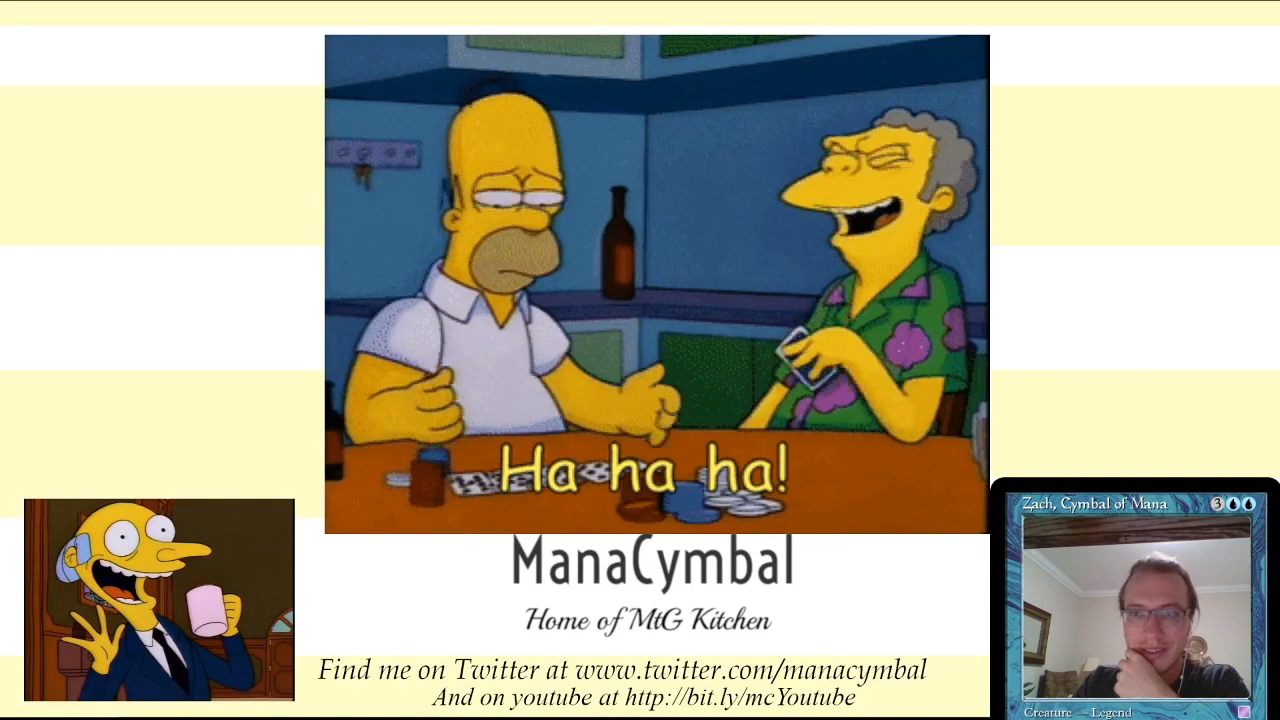 Ha ha ha!
ManaCymbal
Home of MtG Kitchen
Find me on Twitter at www.twitter.com/manacymbal
And on youtube at http://bit.ly/mcYoutube
Zach, Cymbal of Mana 3
Creature — Legend